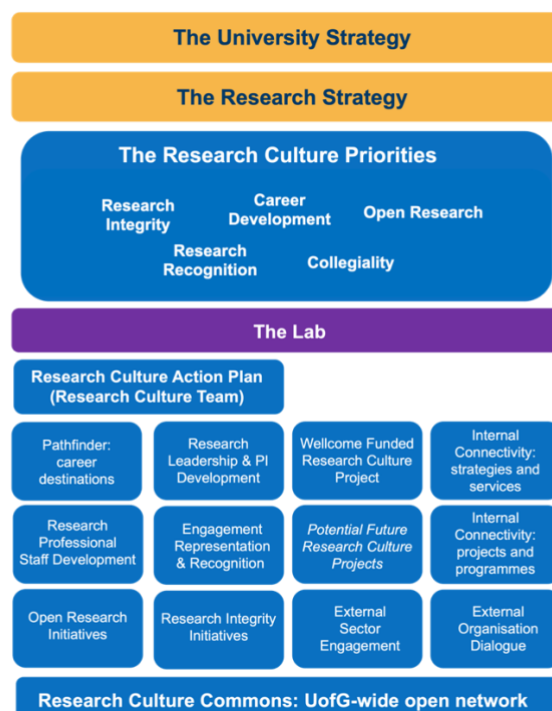 The University Strategy
The Research Strategy
The Research Culture Priorities
Research
Integrity
Career
Development
Open Research
Research
Recognition
Collegiality
The Lab
Research Culture Action Plan
(Research Culture Team)
Pathfinder:
career
destinations
Research
Leadership & PI
Development
Wellcome Funded
Research Culture
Project
Internal
Connectivity:
strategies and
services
Research
Professional
Staff Development
Engagement
Representation
& Recognition
Potential Future
Research Culture
Projects
Internal
Connectivity:
projects and
programmes
Open Research
Initiatives
Research Integrity
Initiatives
External
Sector
Engagement
External
Organisation
Dialogue
Research Culture Commons: UofG-wide open network